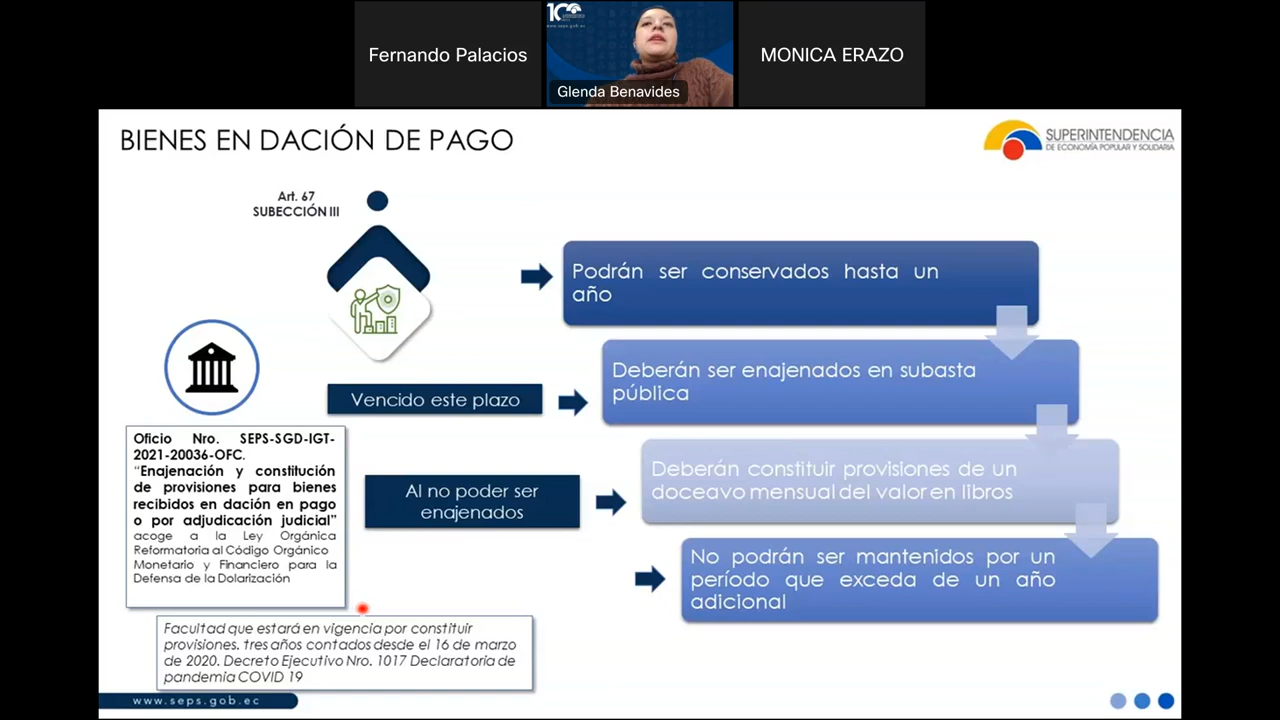 Fernando Palacios
100
www.seps.gob.ec
Glenda Benavides
MONICA ERAZO
BIENES EN DACIÓN DE PAGO
SUPERINTENDENCIA
DE ECONOMÍA POPULAR Y SOLIDARIA
Art. 67
SUBECCIÓN III
Podrán ser conservados hasta un
año
Vencido este plazo
Deberán ser enajenados en subasta
pública
Al no poder ser
enajenados
Deberán constituir provisiones de un
doceavo mensual del valor en libros
No podrán ser mantenidos por un
período que exceda de un año
adicional
Oficio Nro. SEPS-SGD-IGT-
2021-20036-OFC.
“Enajenación y constitución
de provisiones para bienes
recibidos en dación en pago
o por adjudicación judicial”
acoge a la Ley Orgánica
Reformatoria al Código Orgánico
Monetario y Financiero para la
Defensa de la Dolarización
Facultad que estará en vigencia por constituir
provisiones. tres años contados desde el 16 de marzo
de 2020. Decreto Ejecutivo Nro. 1017 Declaratoria de
pandemia COVID 19
www.seps.gob.ec